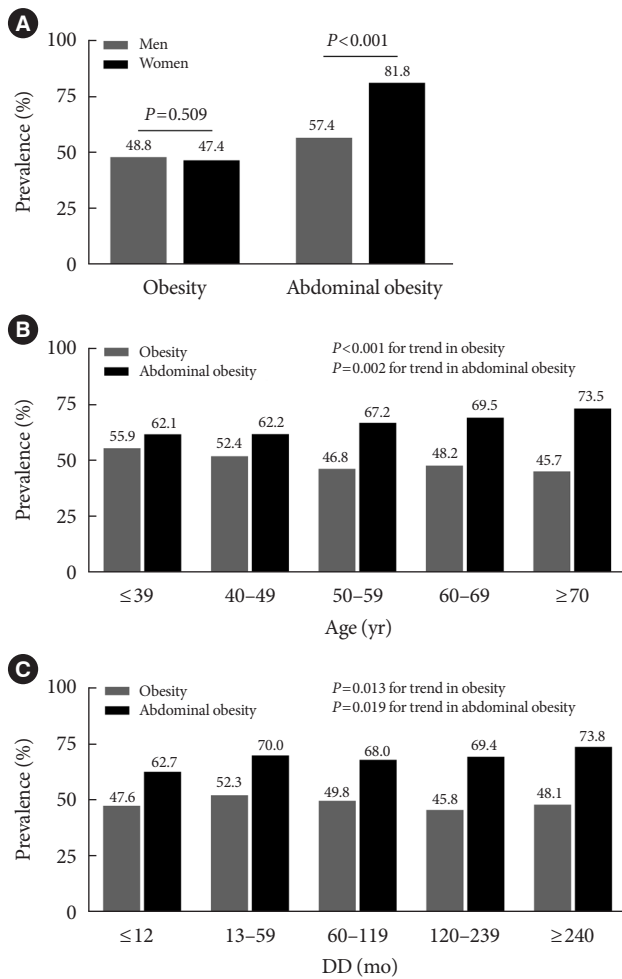 A
100
Men
Women
P<0.001
81.8
75
P=0.509
57.4
48.8
47.4
50
25
0
Prevalence (%)
Obesity
Abdominal obesity
B
100
Obesity
Abdominal obesity
P<0.001 for trend in obesity
P=0.002 for trend in abdominal obesity
75
55.9
62.1
52.4
62.2
46.8
67.2
48.2
69.5
45.7
73.5
50
25
0
Prevalence (%)
≤39
40–49
50–59
60–69
≥70
Age (yr)
C
100
Obesity
Abdominal obesity
P=0.013 for trend in obesity
P=0.019 for trend in abdominal obesity
75
47.6
62.7
52.3
70.0
49.8
68.0
45.8
69.4
48.1
73.8
50
25
0
Prevalence (%)
≤12
13–59
60–119
120–239
≥240
DD (mo)